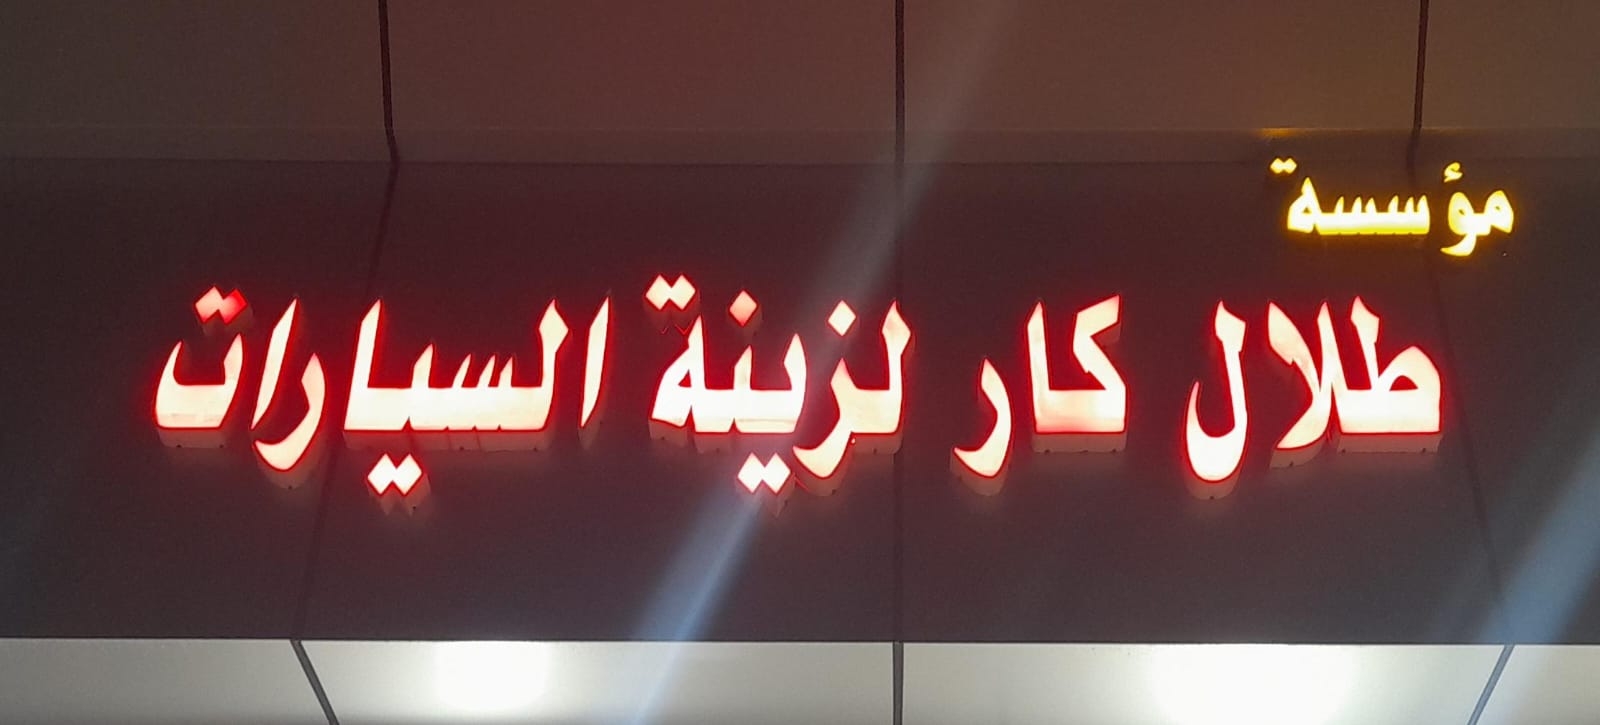 مؤسسة
طلال كار لزينة السيارات